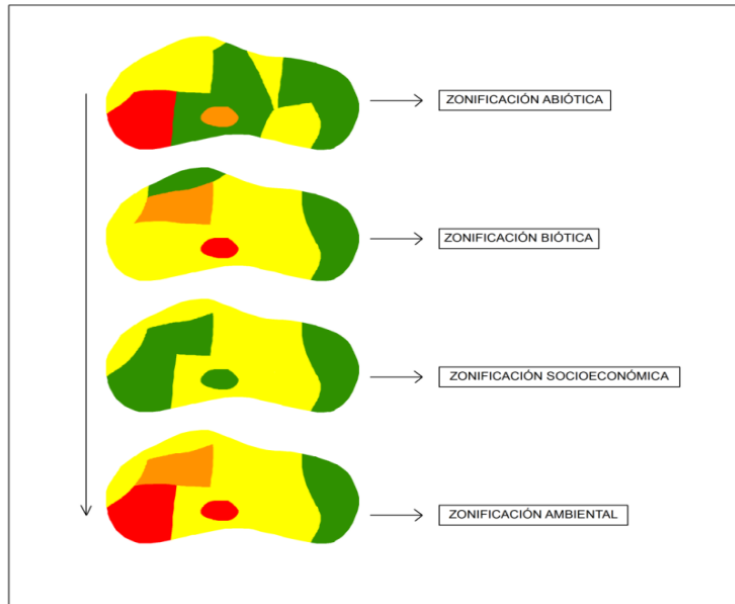 ZONIFICACIÓN ABIÓTICA
ZONIFICACIÓN BIÓTICA
ZONIFICACIÓN SOCIOECONÓMICA
ZONIFICACIÓN AMBIENTAL